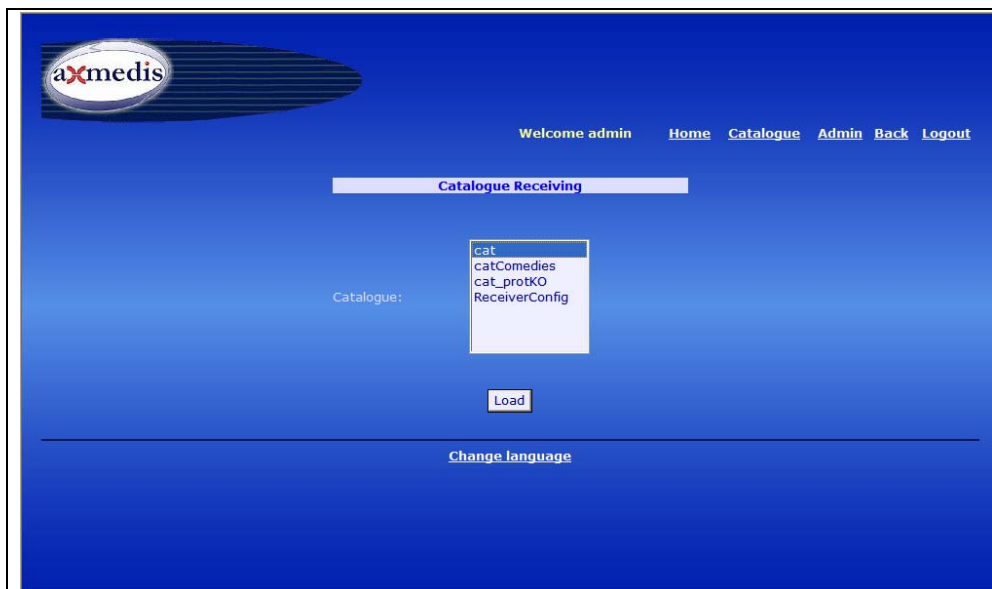 axmedis
Welcome admin Home Catalogue Admin Back Logout
Catalogue Receiving
Catalogue:
cat
catComedies
cat_protKO
ReceiverConfig
Load
Change language